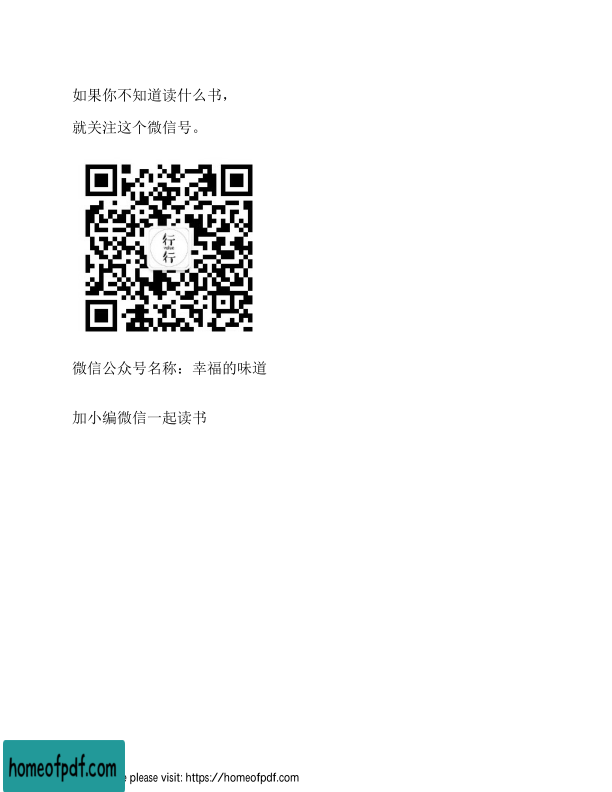 如果你不知道读什么书，
就关注这个微信号。
行
行
微信公众号名称：幸福的味道
加小编微信一起读书
homeofpdf.com
please visit: https://homeofpdf.com